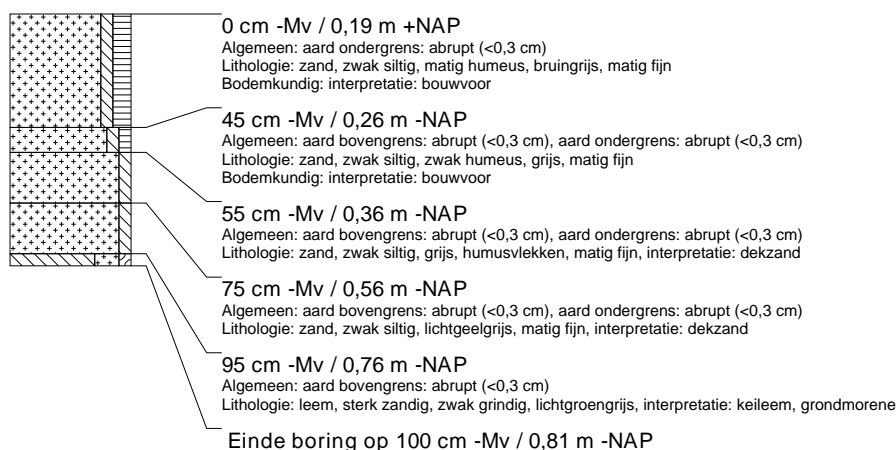 0 cm -Mv / 0,19 m +NAP
Algemeen: aard ondergrens: abrupt (<0,3 cm)
Lithologie: zand, zwak siltig, matig humeus, bruingrijs, matig fijn
Bodemkundig: interpretatie: bouwvoor
45 cm -Mv / 0,26 m -NAP
Algemeen: aard bovengrens: abrupt (<0,3 cm), aard ondergrens: abrupt (<0,3 cm)
Lithologie: zand, zwak siltig, zwak humeus, grijs, matig fijn
Bodemkundig: interpretatie: bouwvoor
55 cm -Mv / 0,36 m -NAP
Algemeen: aard bovengrens: abrupt (<0,3 cm), aard ondergrens: abrupt (<0,3 cm)
Lithologie: zand, zwak siltig, grijs, humusvlekken, matig fijn, interpretatie: dekzand
75 cm -Mv / 0,56 m -NAP
Algemeen: aard bovengrens: abrupt (<0,3 cm), aard ondergrens: abrupt (<0,3 cm)
Lithologie: zand, zwak siltig, lichtgeelgrijs, matig fijn, interpretatie: dekzand
95 cm -Mv / 0,76 m -NAP
Algemeen: aard bovengrens: abrupt (<0,3 cm)
Lithologie: leem, sterk zandig, zwak grindig, lichtgroengrijs, interpretatie: keileem, grondmorene
Einde boring op 100 cm -Mv / 0,81 m -NAP